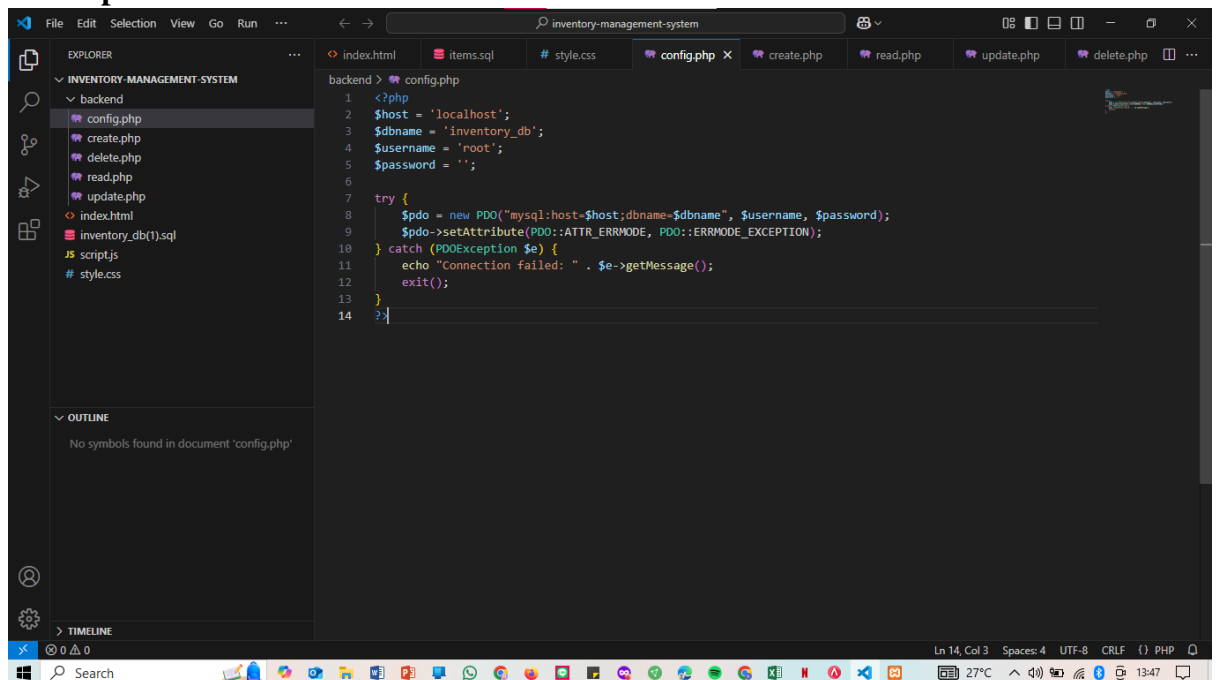 File Edit Selection View Go Run ···
inventory-management-system
EXPLORER
INVENTORY-MANAGEMENT-SYSTEM
backend
config.php
create.php
delete.php
read.php
update.php
index.html
inventory_db(1).sql
JS script.js
# style.css
OUTLINE
No symbols found in document 'config.php'
TIMELINE
index.html items.sql # style.css config.php create.php read.php update.php delete.php
backend > config.php
1 <?php
2 $host = 'localhost';
3 $dbname = 'inventory_db';
4 $username = 'root';
5 $password = '';
6
7 try {
8 $pdo = new PDO("mysql:host=$host;dbname=$dbname", $username, $password);
9 $pdo->setAttribute(PDO::ATTR_ERRMODE, PDO::ERRMODE_EXCEPTION);
10 } catch (PDOException $e) {
11 echo "Connection failed: " . $e->getMessage();
12 exit();
13 }
14 ?>
0 0 Ln 14, Col 3 Spaces: 4 UTF-8 CRLF {} PHP
Search 27°C 13:47